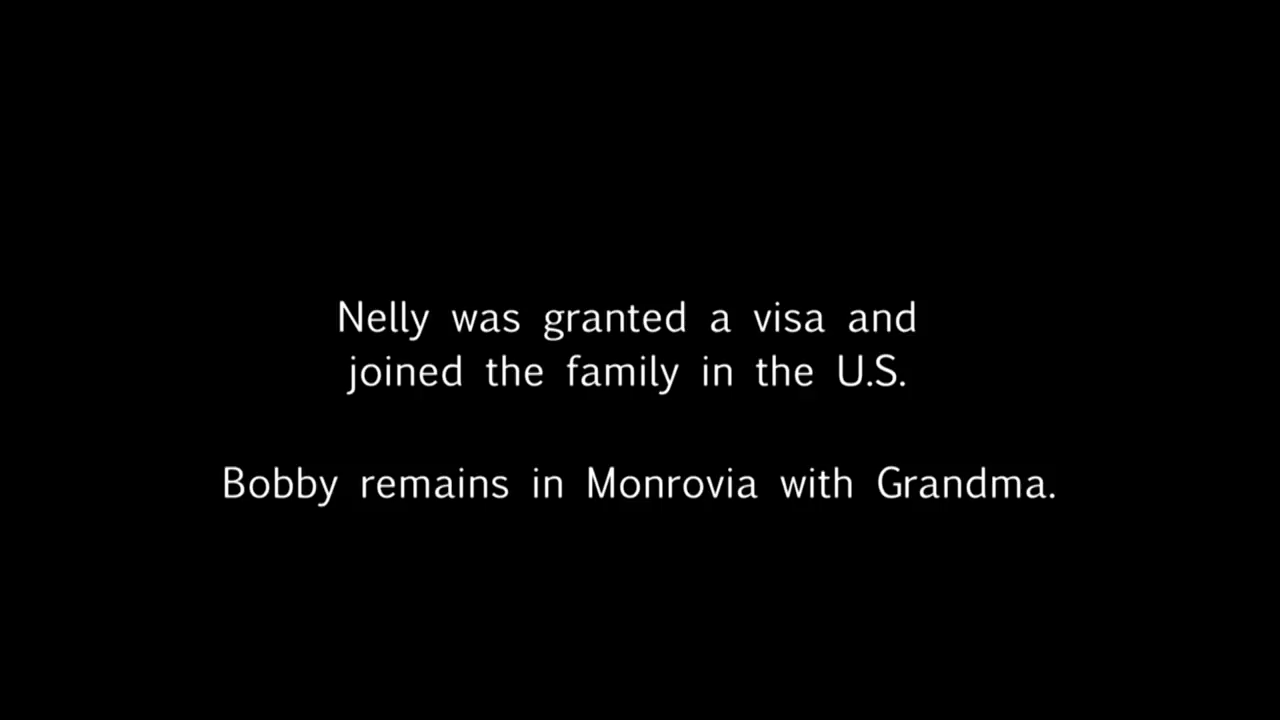 Nelly was granted a visa and
joined the family in the U.S.
Bobby remains in Monrovia with Grandma.